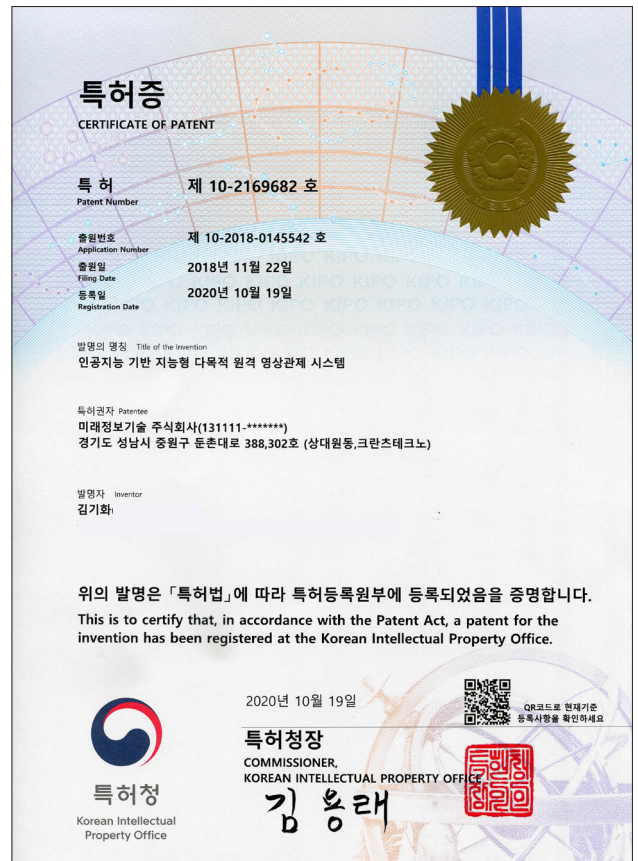 특허증
CERTIFICATE OF PATENT
특 허
Patent Number
제 10-2169682 호
출원번호
Application Number
제 10-2018-0145542 호
출원일
Filing Date
2018년 11월 22일
등록일
Registration Date
2020년 10월 19일
발명의 명칭 Title of the Invention
인공지능 기반 지능형 다목적 원격 영상관제 시스템
특허권자 Patentee
미래정보기술 주식회사(131111-*******)
경기도 성남시 중원구 둔촌대로 388,302호 (상대원동,크란츠테크노)
발명자 Inventor
김기화
위의 발명은 「특허법」에 따라 특허등록원부에 등록되었음을 증명합니다.
This is to certify that, in accordance with the Patent Act, a patent for the
invention has been registered at the Korean Intellectual Property Office.
2020년 10월 19일
QR코드로 현재기준
등록사항을 확인하세요
특허청장
COMMISSIONER,
KOREAN INTELLECTUAL PROPERTY OFFICE
김용래
특허청
Korean Intellectual
Property Office